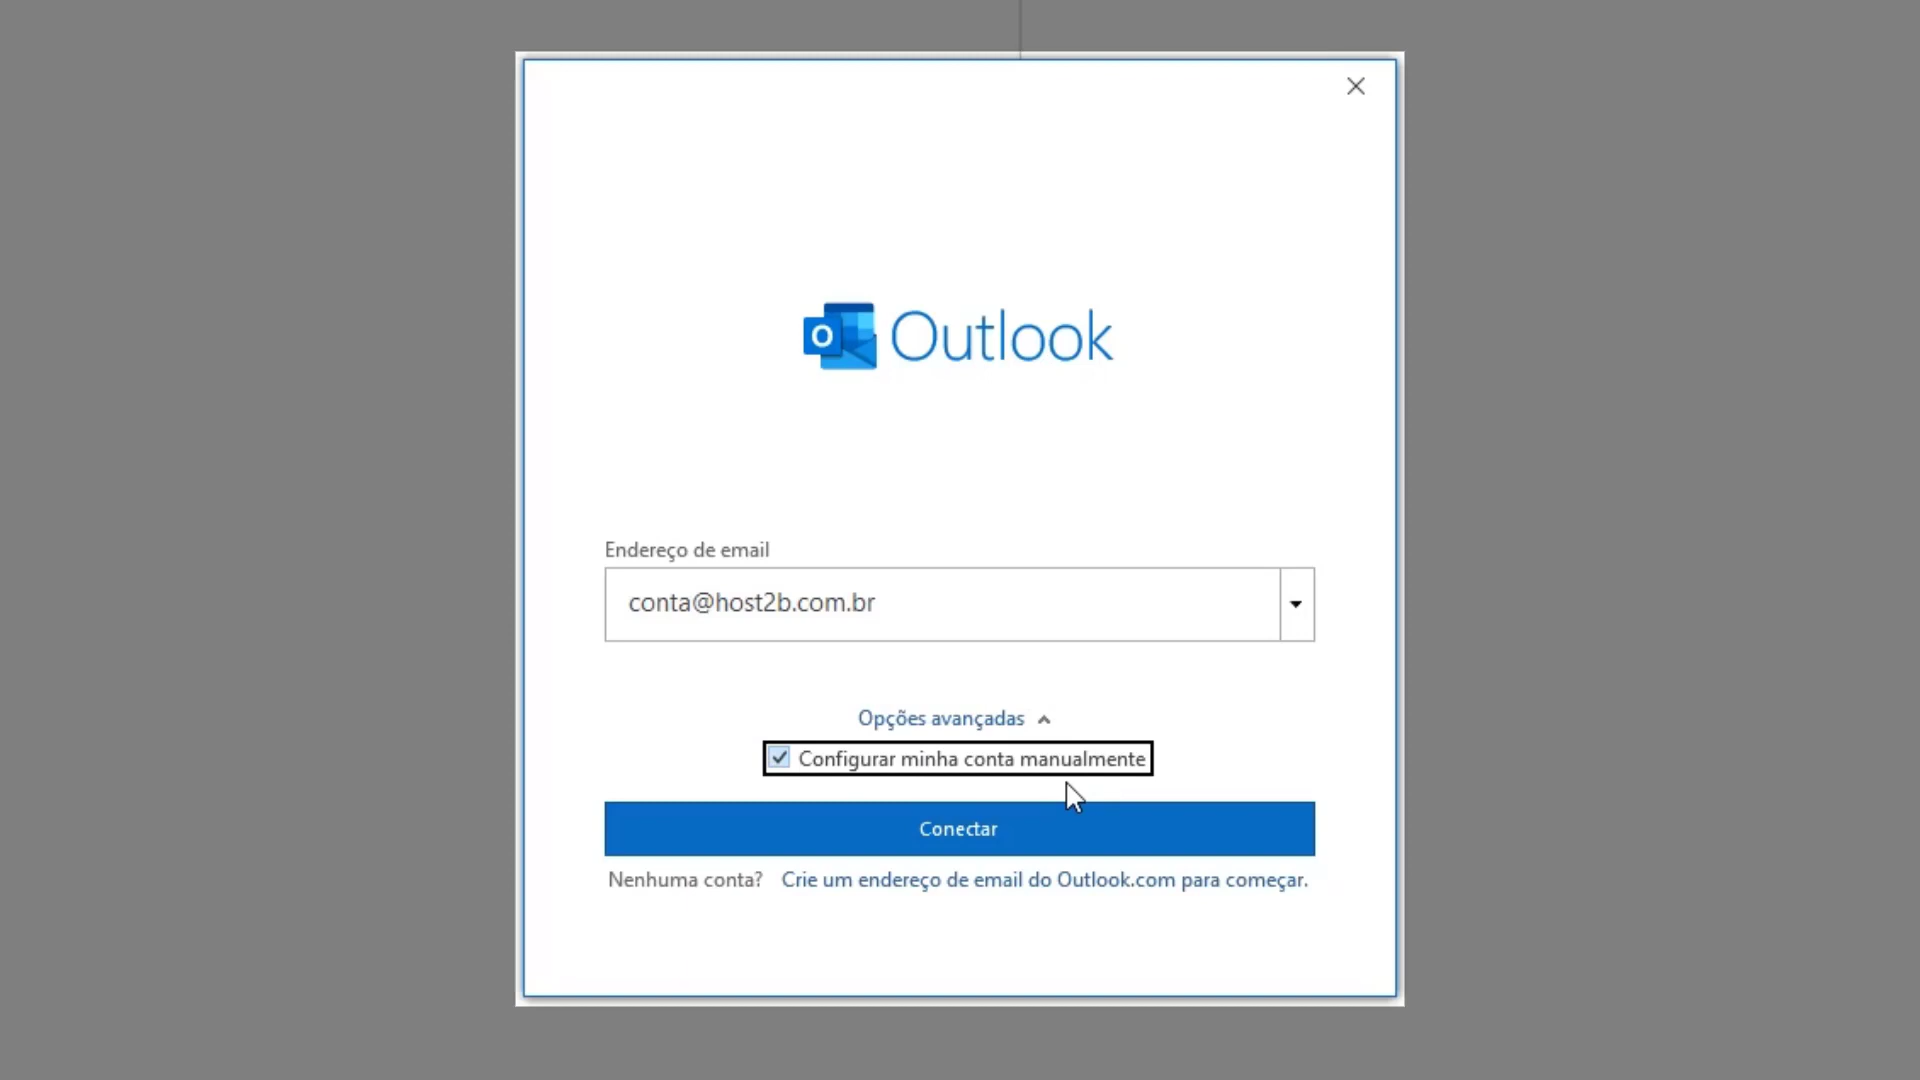 Outlook
Endereço de email
conta@host2b.com.br
Opções avançadas
Configurar minha conta manualmente
Conectar
Nenhuma conta? Crie um endereço de email do Outlook.com para começar.